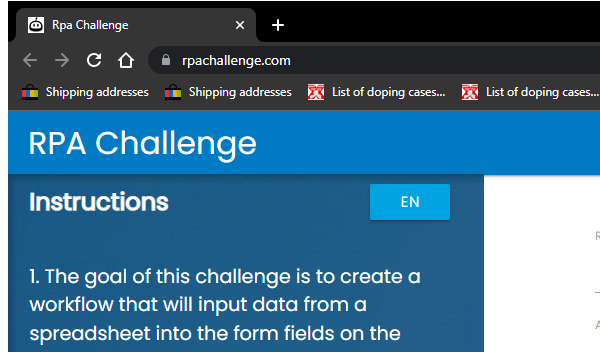 Rpa Challenge
rpachallenge.com
Shipping addresses Shipping addresses List of doping cases... List of doping cases...
RPA Challenge
Instructions EN
1. The goal of this challenge is to create a
workflow that will input data from a
spreadsheet into the form fields on the